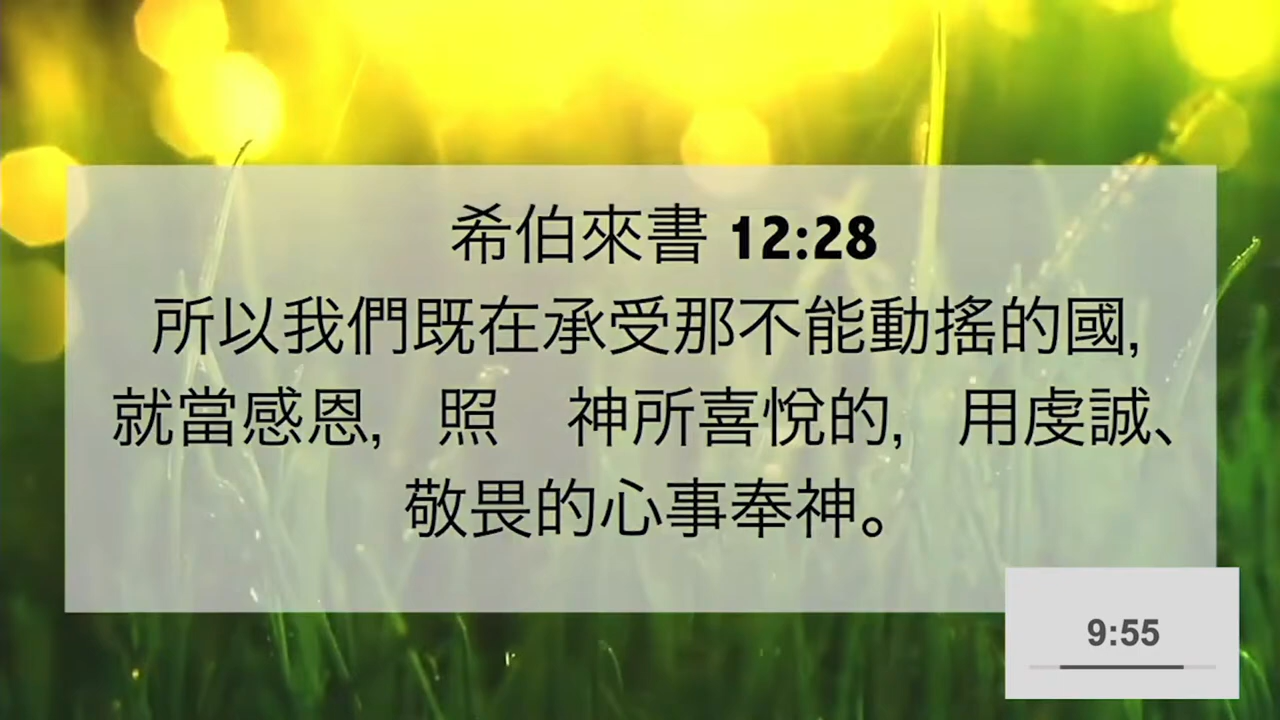 希伯來書 12:28
所以我們既在承受那不能動搖的國,
就當感恩,　照　神所喜悅的,　用虔誠、
敬畏的心事奉神。
9:55